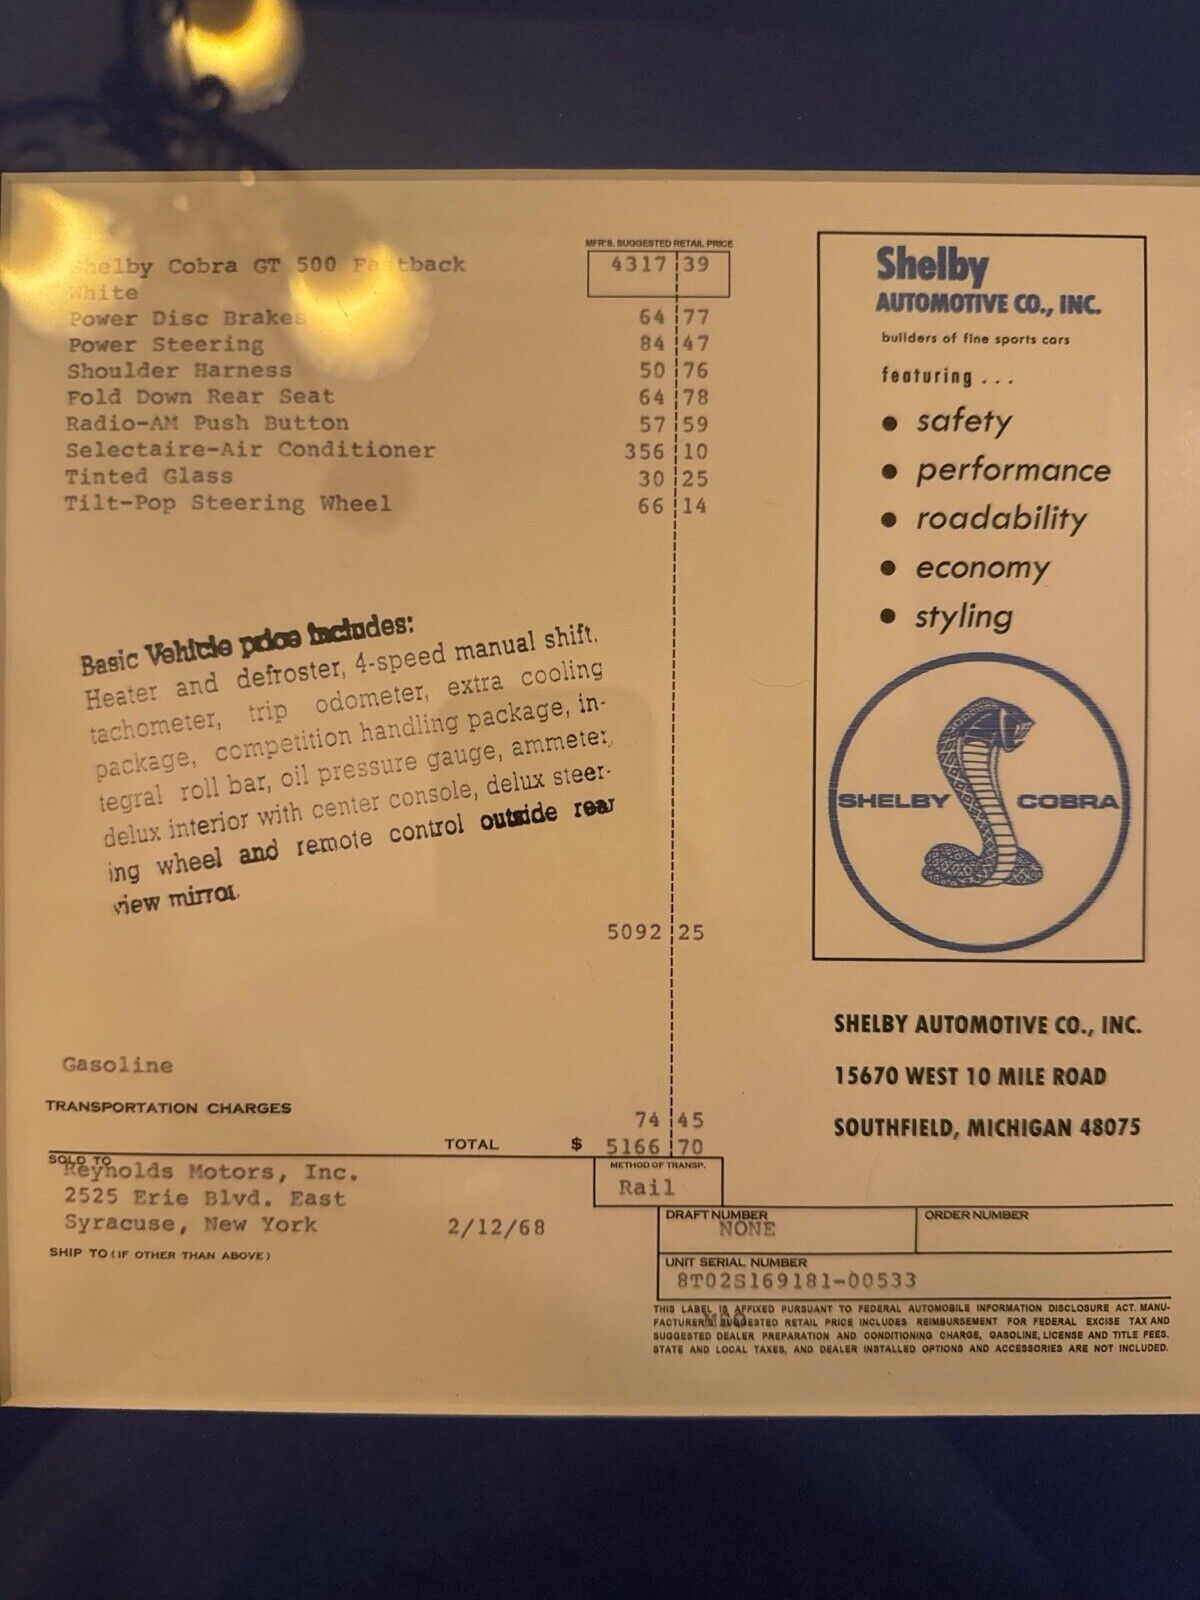 MFR'S. SUGGESTED RETAIL PRICE
Shelby Cobra GT 500 Fastback 4317 39
White
Power Disc Brakes 64 77
Power Steering 84 47
Shoulder Harness 50 76
Fold Down Rear Seat 64 78
Radio-AM Push Button 57 59
Selectaire-Air Conditioner 356 10
Tinted Glass 30 25
Tilt-Pop Steering Wheel 66 14
Basic Vehicle price includes:
Heater and defroster, 4-speed manual shift,
tachometer, trip odometer, extra cooling
package, competition handling package, in-
tegral roll bar, oil pressure gauge, ammeter,
delux interior with center console, delux steer-
ing wheel and remote control outside rear
view mirror.
5092 25
Gasoline
TRANSPORTATION CHARGES 74 45
TOTAL $ 5166 70
SOLD TO
Reynolds Motors, Inc.
2525 Erie Blvd. East
Syracuse, New York 2/12/68
SHIP TO (IF OTHER THAN ABOVE)
METHOD OF TRANSP.
Rail
DRAFT NUMBER
NONE
ORDER NUMBER
UNIT SERIAL NUMBER
8T02S169181-00533
THIS LABEL IS AFFIXED PURSUANT TO FEDERAL AUTOMOBILE INFORMATION DISCLOSURE ACT. MANU-
FACTURER'S SUGGESTED RETAIL PRICE INCLUDES REIMBURSEMENT FOR FEDERAL EXCISE TAX AND
SUGGESTED DEALER PREPARATION AND CONDITIONING CHARGE, GASOLINE, LICENSE AND TITLE FEES.
STATE AND LOCAL TAXES, AND DEALER INSTALLED OPTIONS AND ACCESSORIES ARE NOT INCLUDED.
Shelby
AUTOMOTIVE CO., INC.
builders of fine sports cars
featuring . . .
• safety
• performance
• roadability
• economy
• styling
SHELBY COBRA
SHELBY AUTOMOTIVE CO., INC.
15670 WEST 10 MILE ROAD
SOUTHFIELD, MICHIGAN 48075